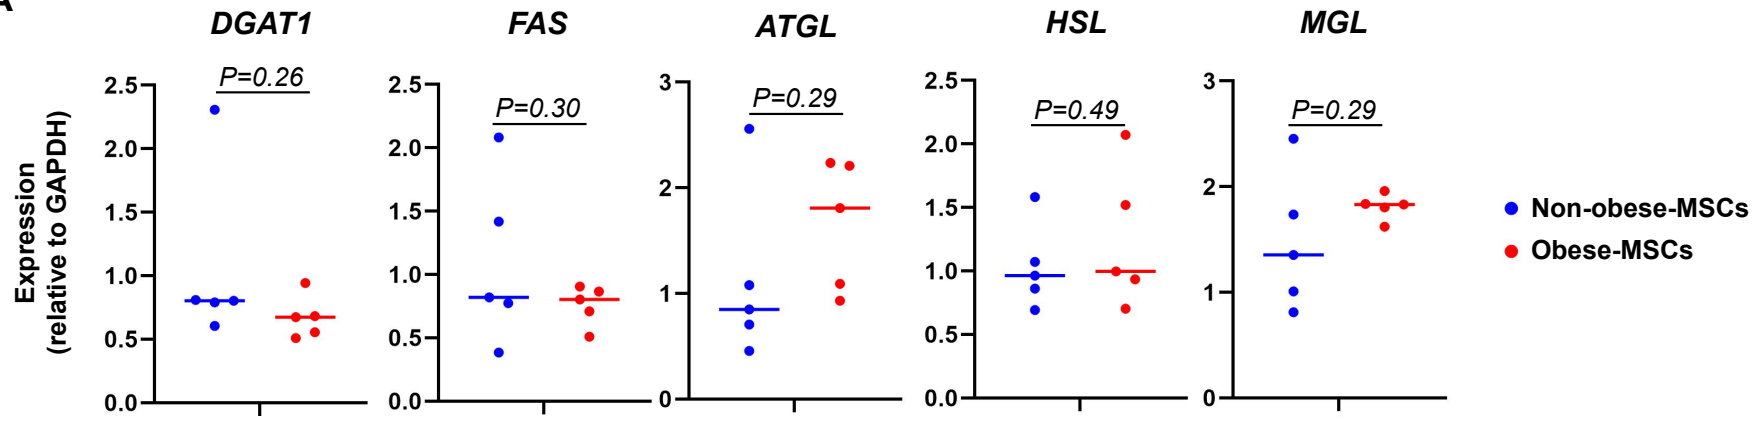 A
DGAT1
FAS
ATGL
HSL
MGL
Expression
(relative to GAPDH)
2.5
2.0
1.5
1.0
0.5
0.0
P=0.26
2.5
2.0
1.5
1.0
0.5
0.0
P=0.30
3
2
1
0
P=0.29
2.5
2.0
1.5
1.0
0.5
0.0
P=0.49
3
2
1
0
P=0.29
Non-obese-MSCs
Obese-MSCs